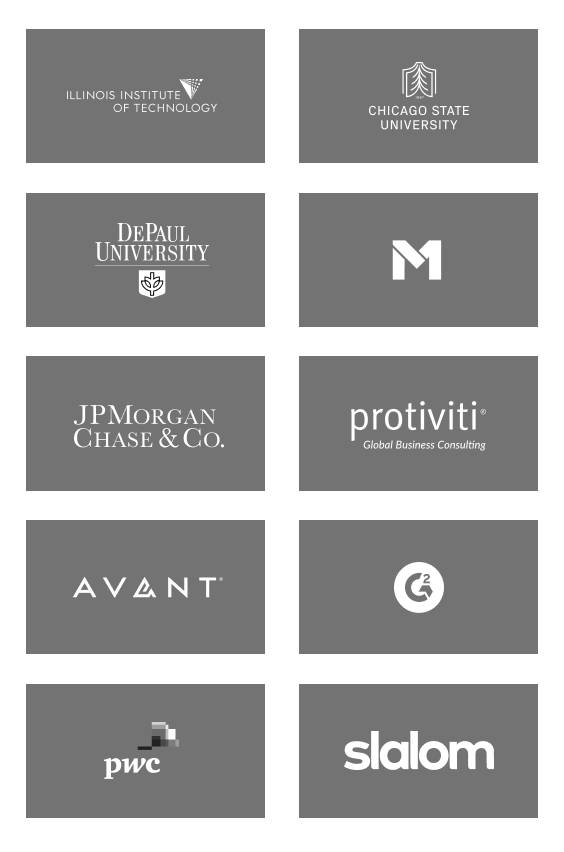 ILLINOIS INSTITUTE
OF TECHNOLOGY
CHICAGO STATE
UNIVERSITY
DEPAUL
UNIVERSITY
M
JPMORGAN
CHASE & CO.
protiviti®
Global Business Consulting
AVANT®
G2
pwc
slalom